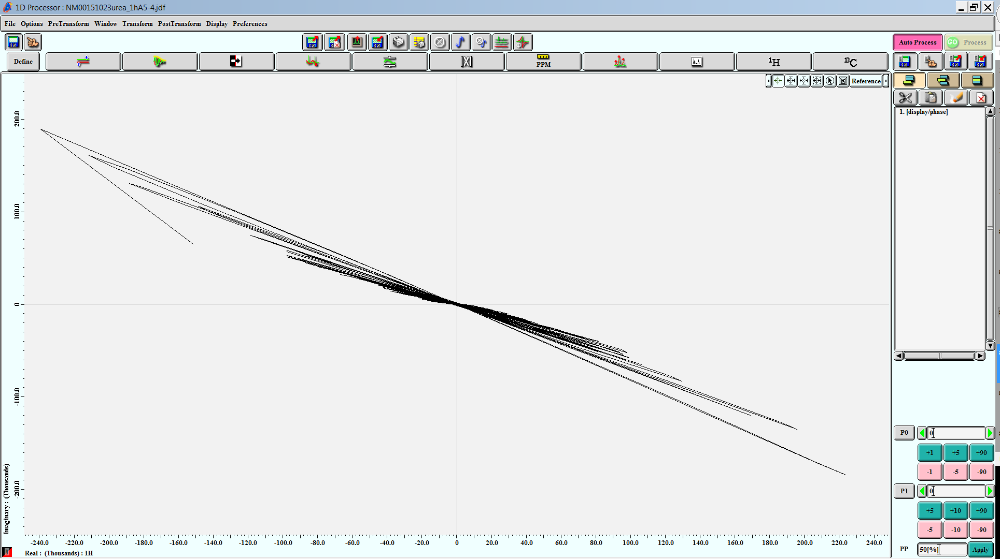 1D Processor : NM00151023urea_1hA5-4.jdf
File Options PreTransform Window Transform PostTransform Display Preferences
Auto Process GO Process
Define PPM 1H 13C
Reference
1. [display/phase]
200.0
100.0
0
-100.0
-200.0
Imaginary : (Thousands)
P0 0
+1 +5 +90
-1 -5 -90
P1 0
+5 +10 +90
-5 -10 -90
PP 50[%] Apply
-240.0 -220.0 -200.0 -180.0 -160.0 -140.0 -120.0 -100.0 -80.0 -60.0 -40.0 -20.0 0 20.0 40.0 60.0 80.0 100.0 120.0 140.0 160.0 180.0 200.0 220.0 240.0
1 Real : (Thousands) : 1H